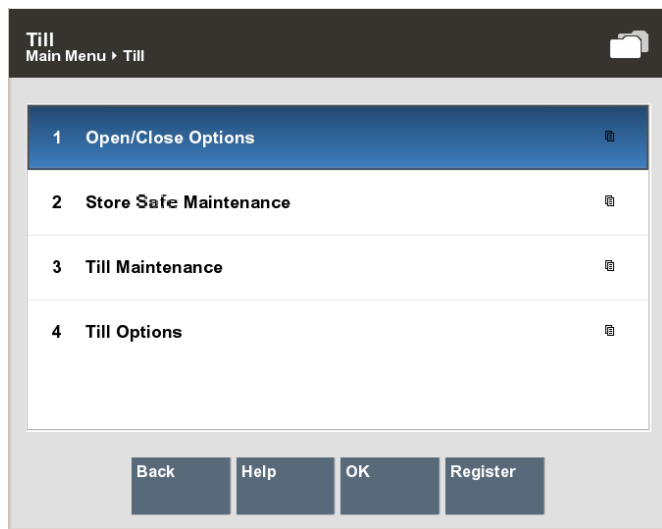 Till
Main Menu ▸ Till
1 Open/Close Options
2 Store Safe Maintenance
3 Till Maintenance
4 Till Options
Back Help OK Register